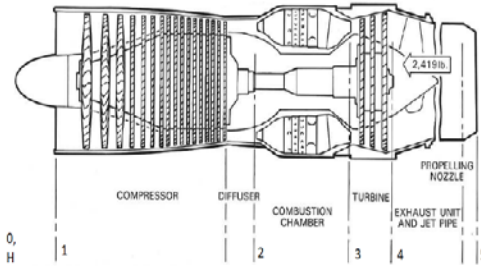 2,419lb.
PROPELLING
NOZZLE
COMPRESSOR
DIFFUSER
COMBUSTION
CHAMBER
TURBINE
EXHAUST UNIT
AND JET PIPE
0,
H
1
2
3
4